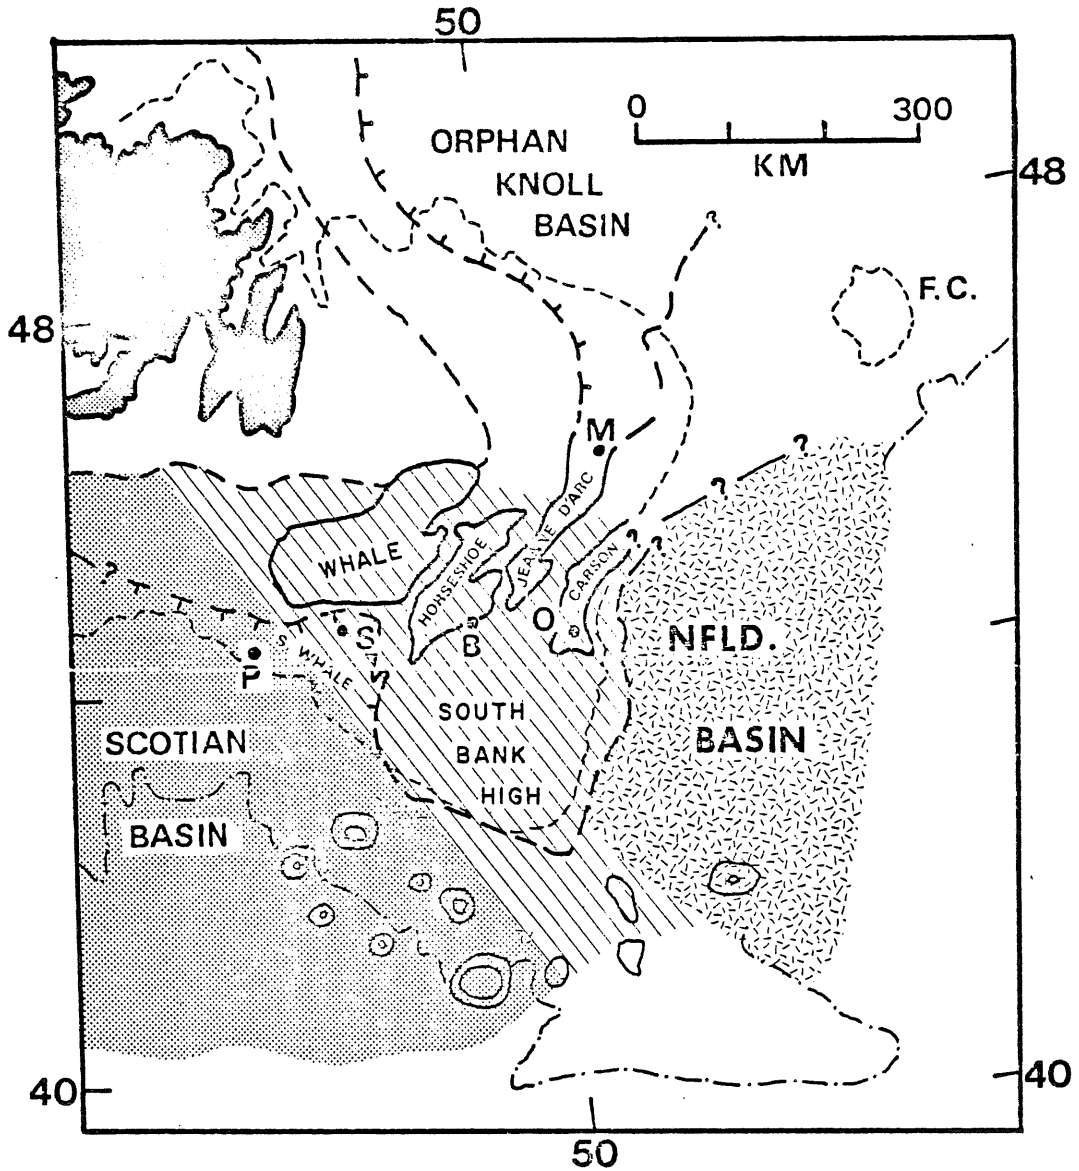 50
0 300
KM
ORPHAN
KNOLL
BASIN
48
?
F.C.
48
M
?
?
JEANNE D'ARC
WHALE
HORSESHOE
CARSON
? ?
?
O
S
B
P
S. WHALE
?
NFLD.
BASIN
SOUTH
BANK
HIGH
SCOTIAN
BASIN
40
40
50